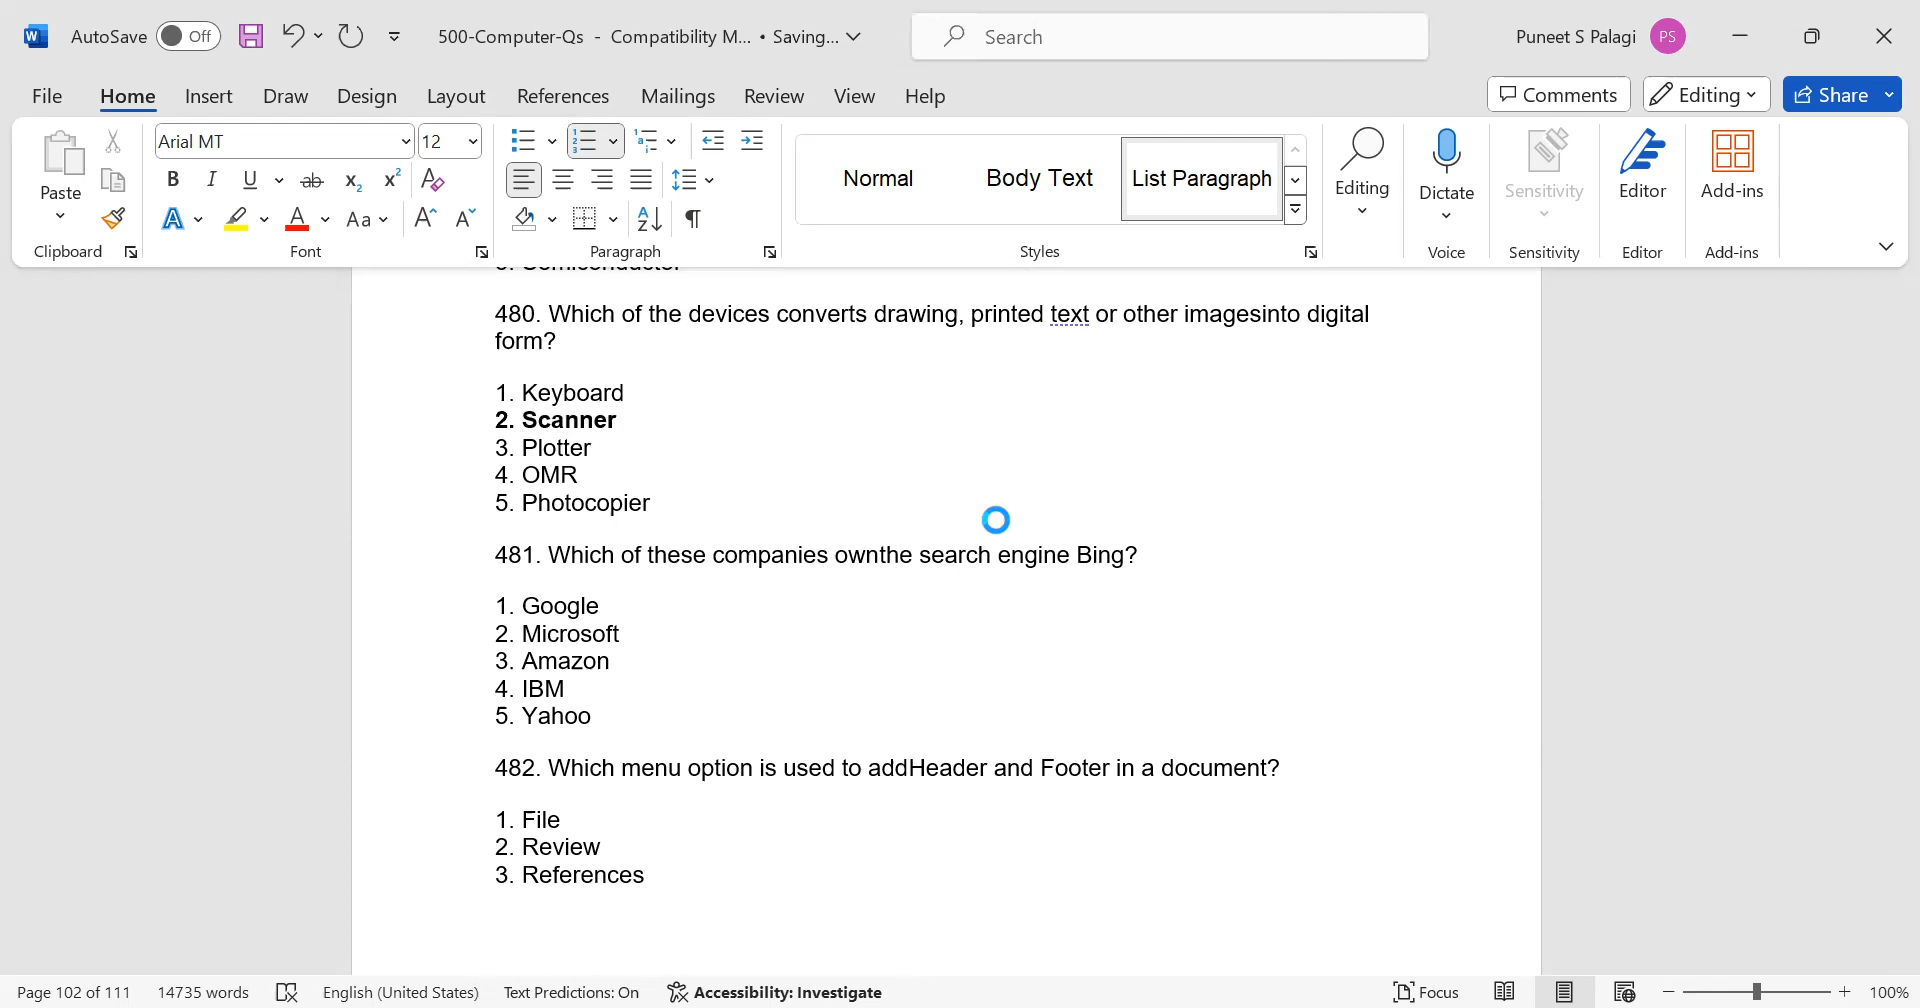 AutoSave Off 500-Computer-Qs - Compatibility M... • Saving... Search Puneet S Palagi PS
File Home Insert Draw Design Layout References Mailings Review View Help Comments Editing Share
Arial MT 12
Paste
Normal Body Text List Paragraph
Editing Dictate Sensitivity Editor Add-ins
Clipboard Font Paragraph Styles Voice Sensitivity Editor Add-ins
480. Which of the devices converts drawing, printed text or other imagesinto digital
form?
1. Keyboard
2. Scanner
3. Plotter
4. OMR
5. Photocopier
481. Which of these companies ownthe search engine Bing?
1. Google
2. Microsoft
3. Amazon
4. IBM
5. Yahoo
482. Which menu option is used to addHeader and Footer in a document?
1. File
2. Review
3. References
Page 102 of 111 14735 words English (United States) Text Predictions: On Accessibility: Investigate Focus 100%